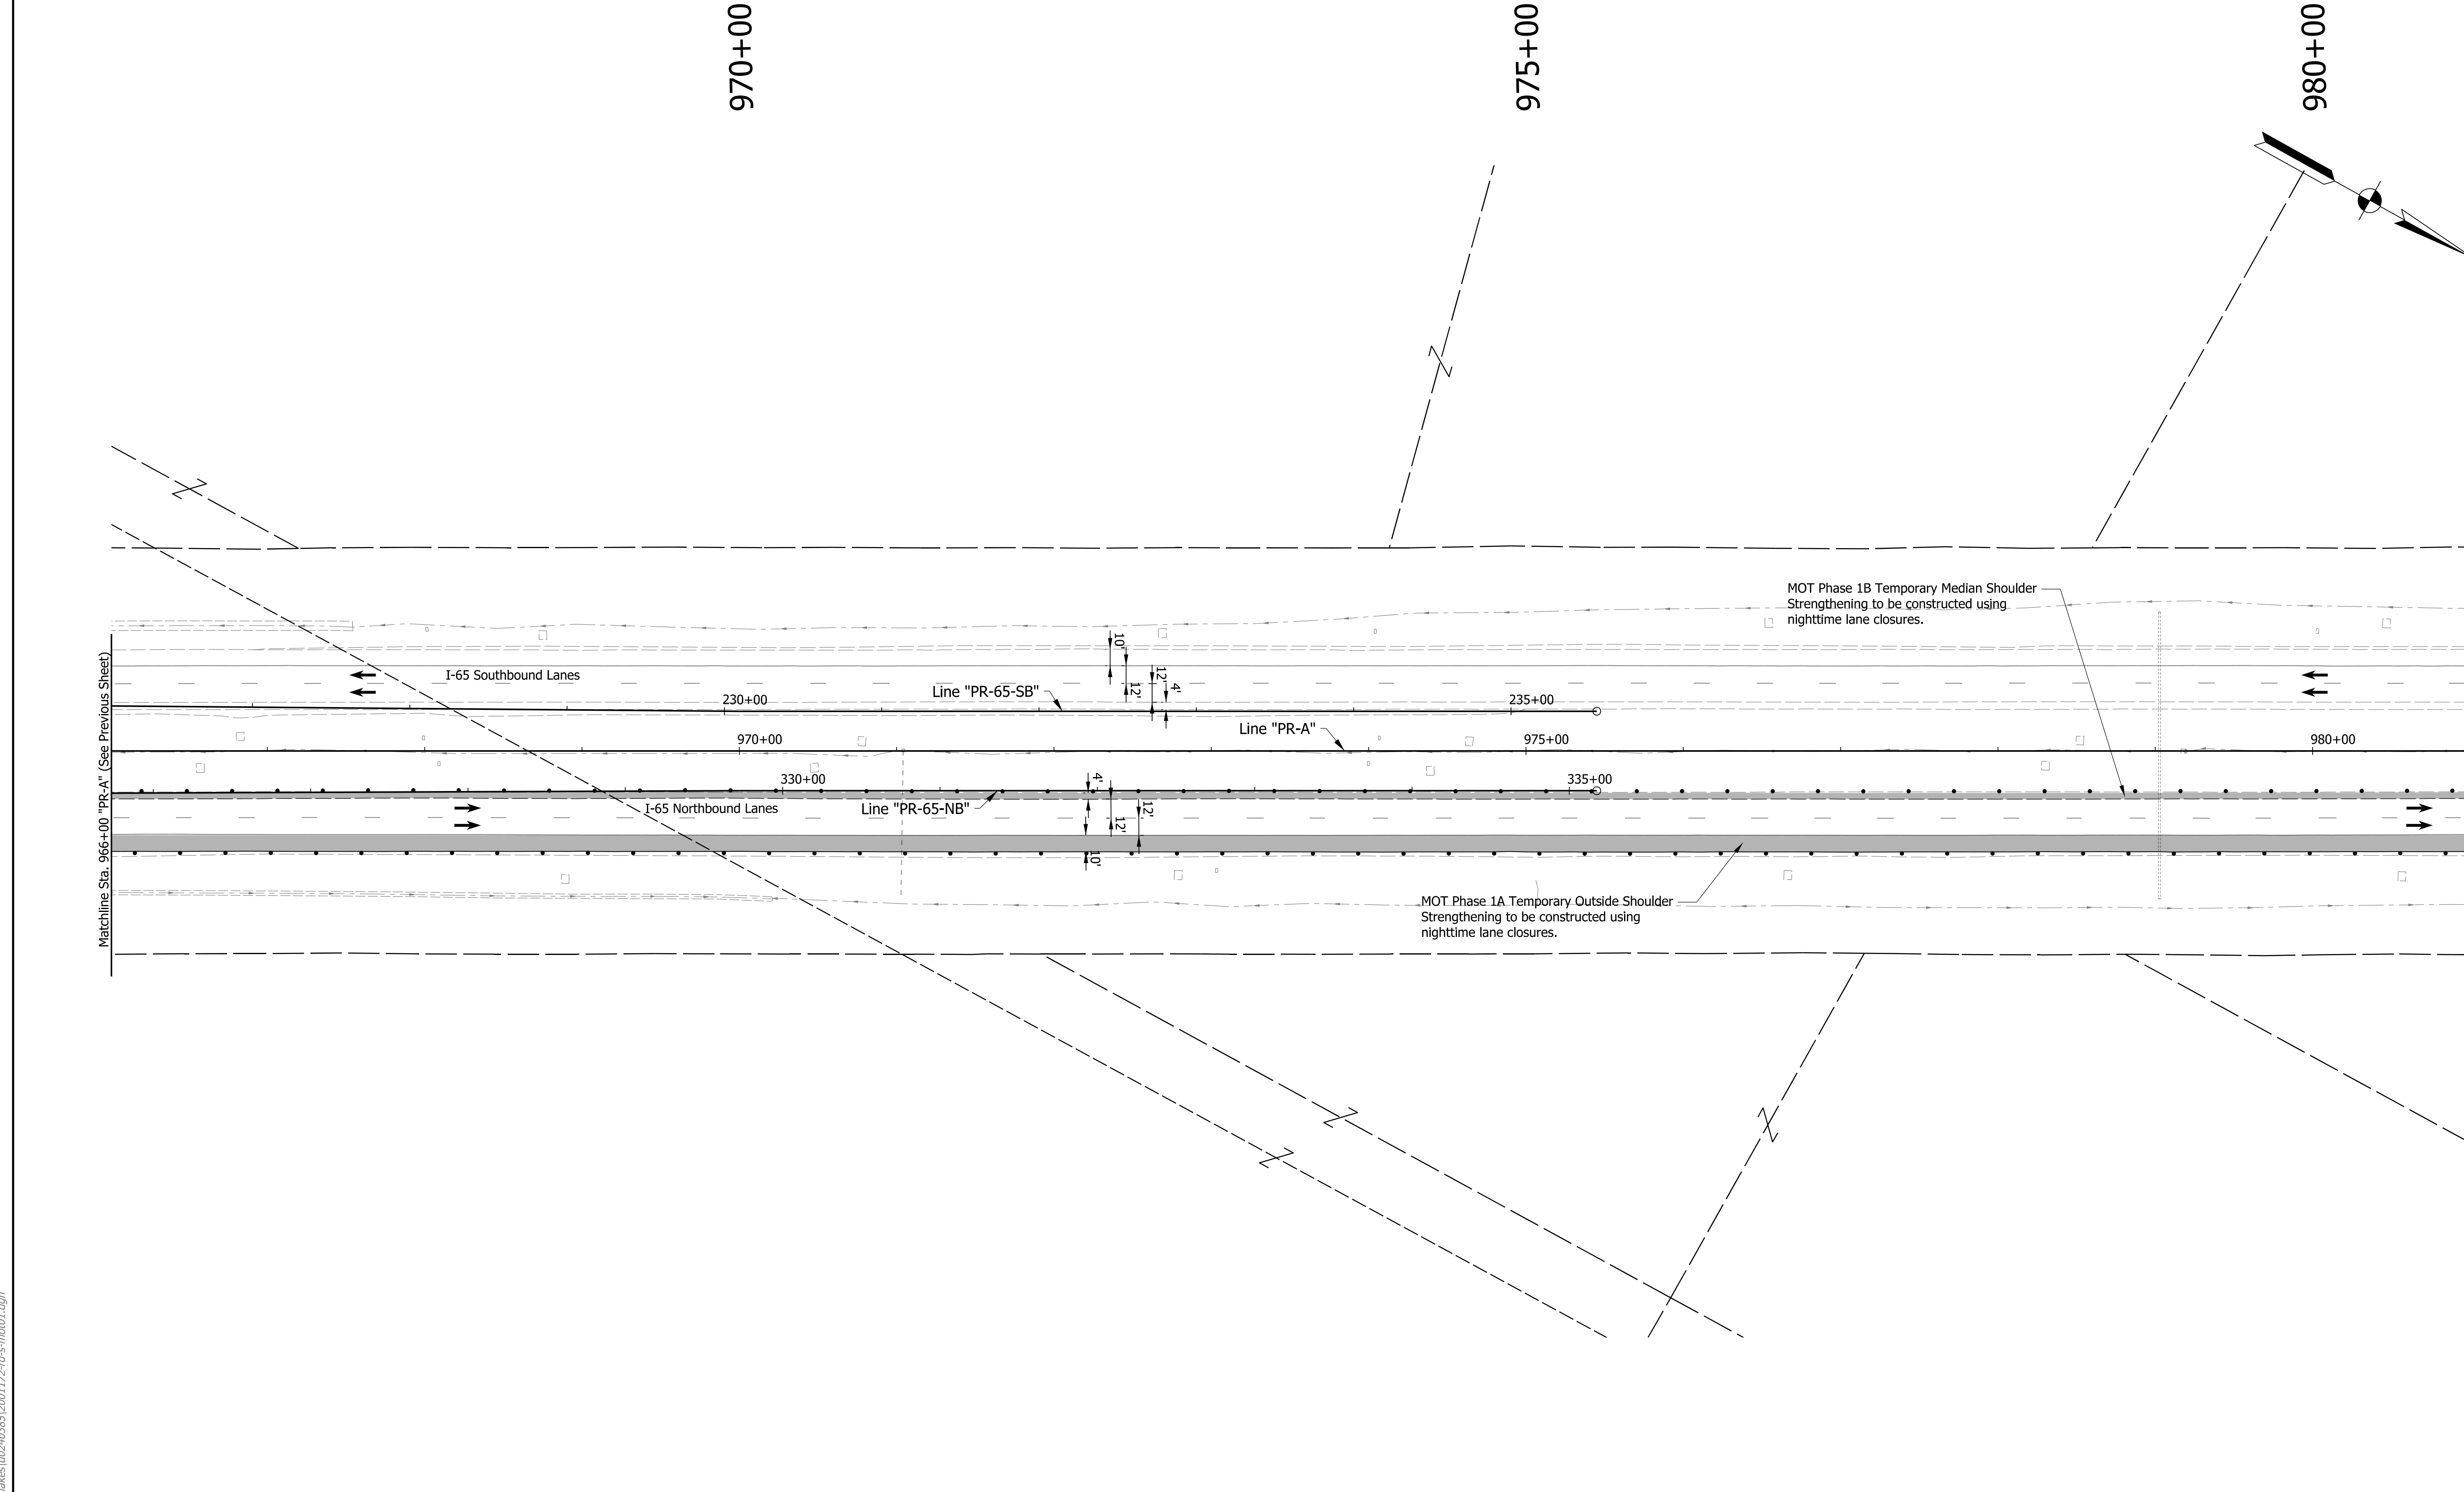 970+00
975+00
980+00
MOT Phase 1B Temporary Median Shoulder
Strengthening to be constructed using
nighttime lane closures.
Matchline Sta. 966+00 "PR-A" (See Previous Sheet)
I-65 Southbound Lanes
10'
12'
12'
4'
Line "PR-65-SB"
230+00
235+00
Line "PR-A"
970+00
975+00
980+00
330+00
335+00
I-65 Northbound Lanes
Line "PR-65-NB"
4'
12'
12'
10'
MOT Phase 1A Temporary Outside Shoulder
Strengthening to be constructed using
nighttime lane closures.